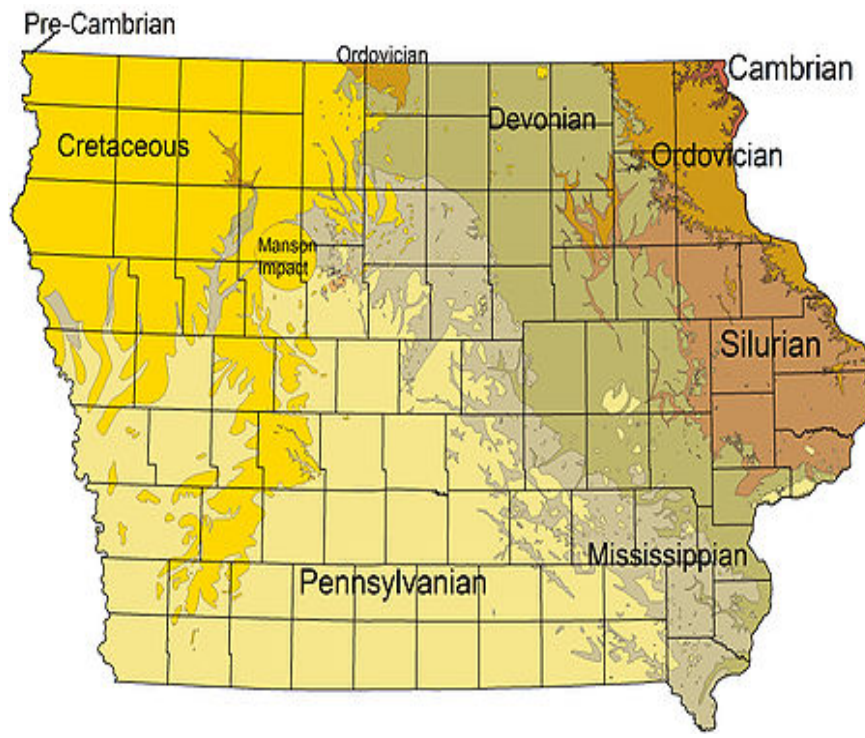 Pre-Cambrian
Ordovician
Cambrian
Devonian
Cretaceous
Ordovician
Manson
Impact
Silurian
Mississippian
Pennsylvanian